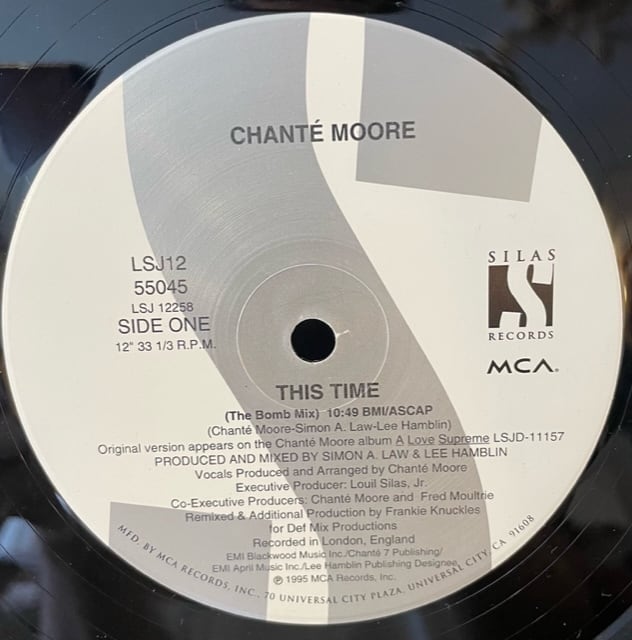 CHANTÉ MOORE
LSJ12
55045
LSJ 12258
SIDE ONE
12" 33 1/3 R.P.M.
SILAS
S
RECORDS
MCA.
THIS TIME
(The Bomb Mix) 10:49 BMI/ASCAP
(Chanté Moore-Simon A. Law-Lee Hamblin)
Original version appears on the Chanté Moore album A Love Supreme LSJD-11157
PRODUCED AND MIXED BY SIMON A. LAW & LEE HAMBLIN
Vocals Produced and Arranged by Chanté Moore
Executive Producer: Louil Silas, Jr.
Co-Executive Producers: Chanté Moore and Fred Moultrie
Remixed & Additional Production by Frankie Knuckles
for Def Mix Productions
Recorded in London, England
EMI Blackwood Music Inc./Chanté 7 Publishing/
EMI April Music Inc./Lee Hamblin Publishing Designee
℗ 1995 MCA Records, Inc.
MFD. BY MCA RECORDS, INC., 70 UNIVERSAL CITY PLAZA, UNIVERSAL CITY, CA 91608